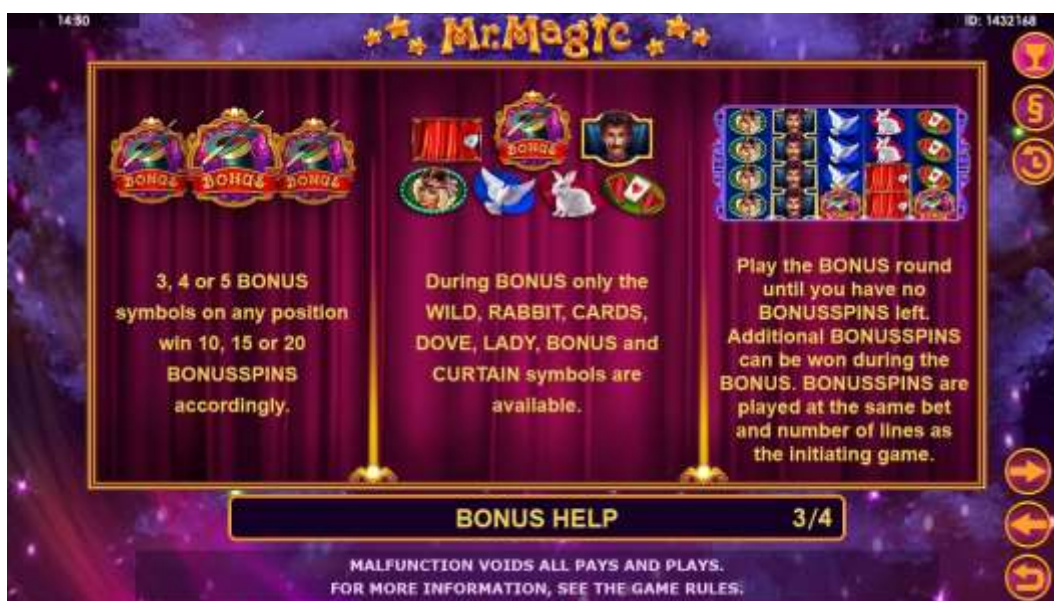 14:50
Mr.Magic
ID: 1432168
§
BONUS
BONUS
BONUS
BONUS
3, 4 or 5 BONUS
symbols on any position
win 10, 15 or 20
BONUSSPINS
accordingly.
During BONUS only the
WILD, RABBIT, CARDS,
DOVE, LADY, BONUS and
CURTAIN symbols are
available.
Play the BONUS round
until you have no
BONUSSPINS left.
Additional BONUSSPINS
can be won during the
BONUS. BONUSSPINS are
played at the same bet
and number of lines as
the initiating game.
BONUS HELP 3/4
MALFUNCTION VOIDS ALL PAYS AND PLAYS.
FOR MORE INFORMATION, SEE THE GAME RULES.